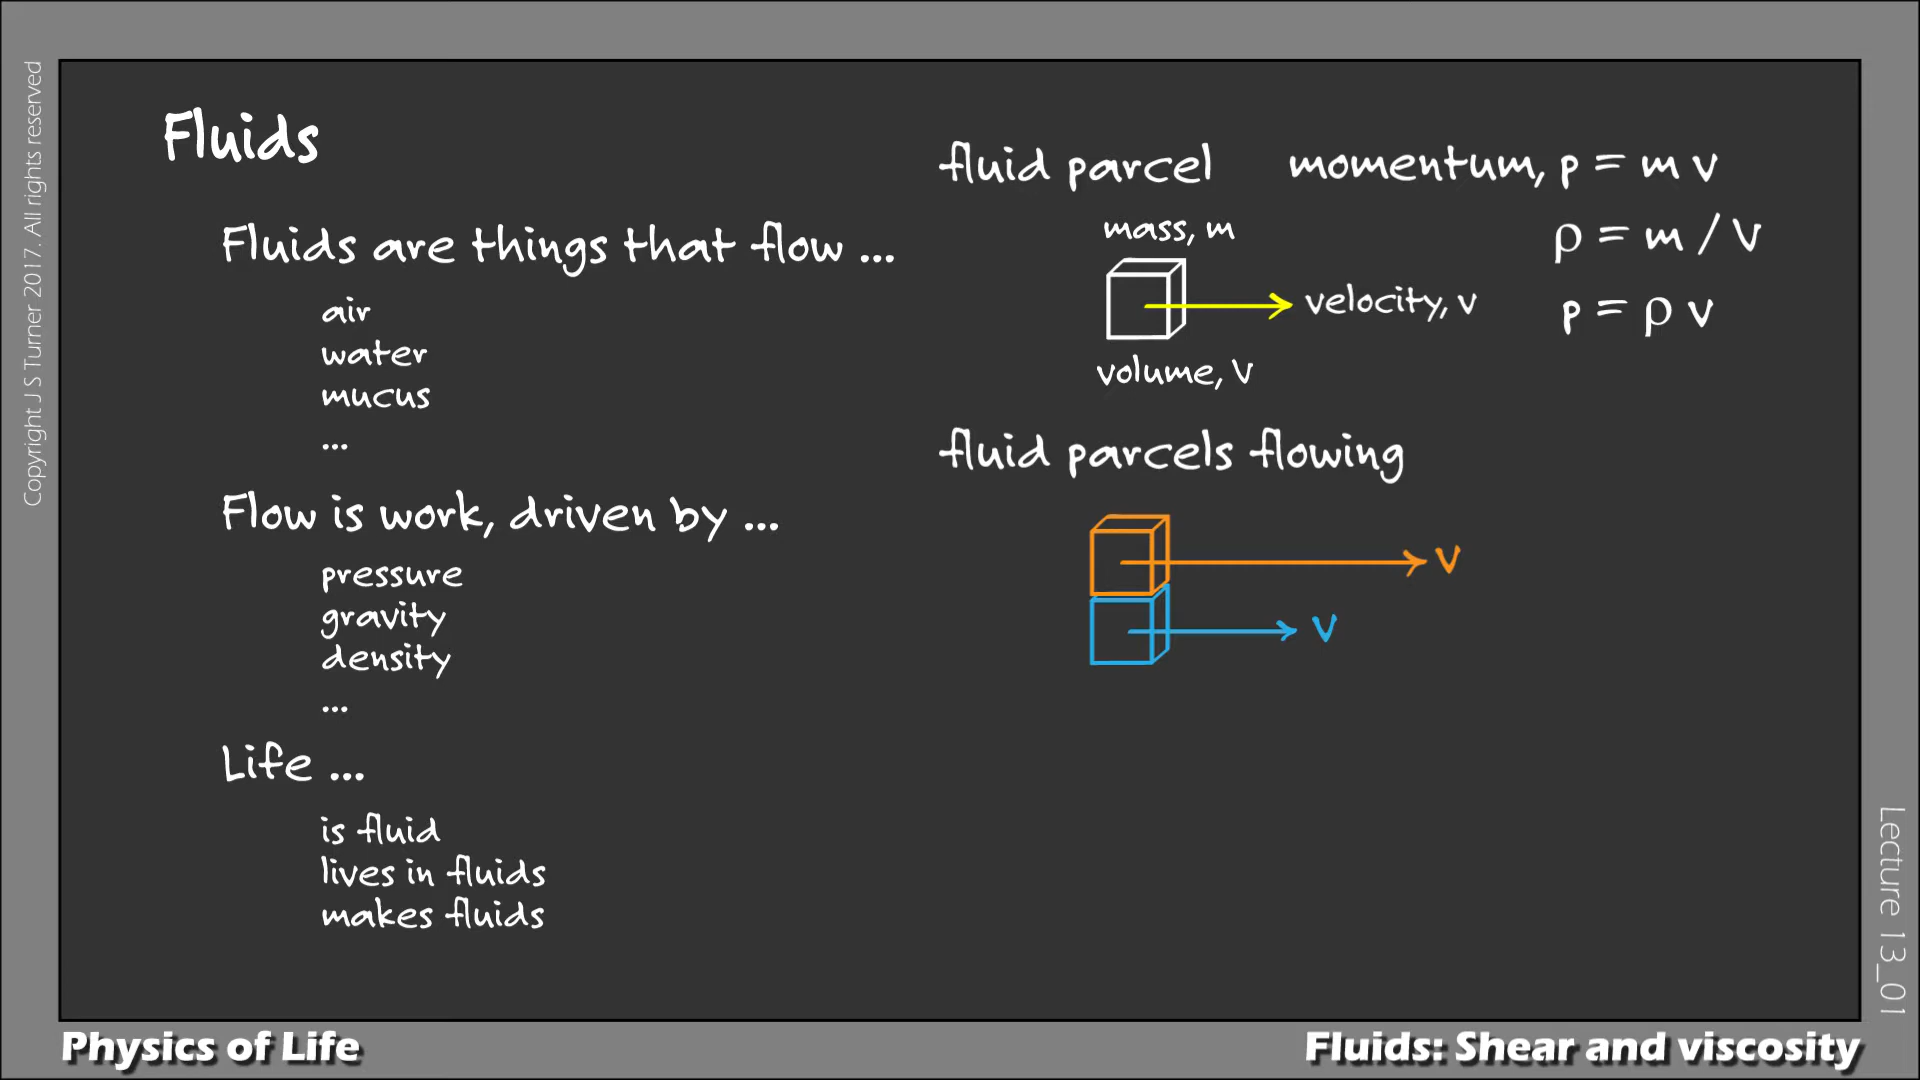 Fluids
Fluids are things that flow ...
air
water
mucus
...
Flow is work, driven by ...
pressure
gravity
density
...
Life ...
is fluid
lives in fluids
makes fluids
fluid parcel
momentum, p = m v
mass, m
ρ = m / V
velocity, v
p = ρ v
volume, V
fluid parcels flowing
v
v
Copyright J S Turner 2017. All rights reserved
Lecture 13_01
Physics of Life
Fluids: Shear and viscosity